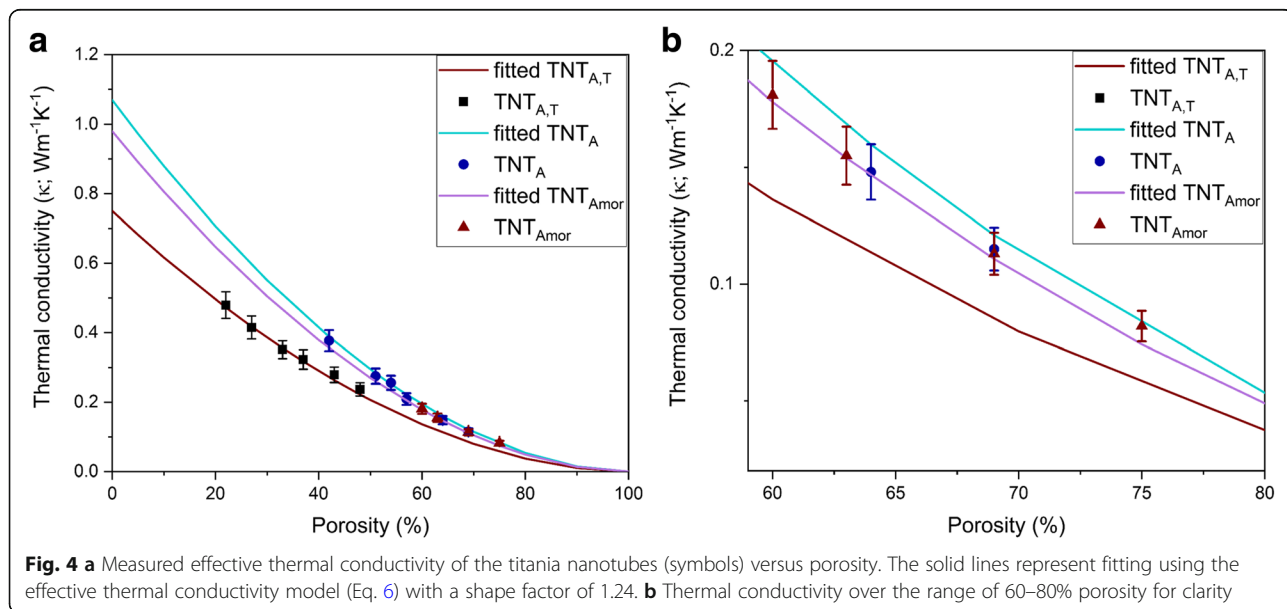 a
1.2
1.0
0.8
0.6
0.4
0.2
0.0
Thermal conductivity (κ; Wm⁻¹K⁻¹)
0
20
40
60
80
100
Porosity (%)
fitted TNT_A,T
TNT_A,T
fitted TNT_A
TNT_A
fitted TNT_Amor
TNT_Amor
b
0.2
0.1
Thermal conductivity (κ; Wm⁻¹K⁻¹)
60
65
70
75
80
Porosity (%)
fitted TNT_A,T
TNT_A,T
fitted TNT_A
TNT_A
fitted TNT_Amor
TNT_Amor
Fig. 4 a Measured effective thermal conductivity of the titania nanotubes (symbols) versus porosity. The solid lines represent fitting using the
effective thermal conductivity model (Eq. 6) with a shape factor of 1.24. b Thermal conductivity over the range of 60–80% porosity for clarity